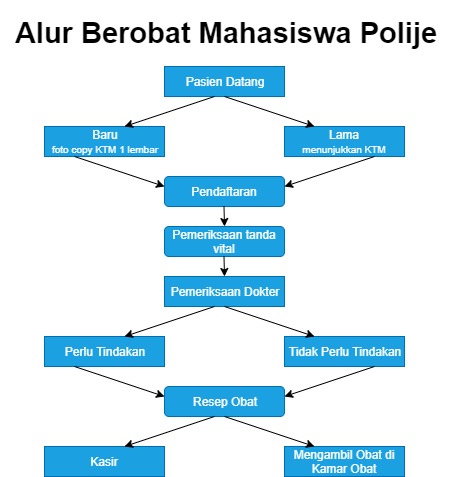 Alur Berobat Mahasiswa Polije
Pasien Datang
Baru
foto copy KTM 1 lembar
Lama
menunjukkan KTM
Pendaftaran
Pemeriksaan tanda
vital
Pemeriksaan Dokter
Perlu Tindakan
Tidak Perlu Tindakan
Resep Obat
Kasir
Mengambil Obat di
Kamar Obat